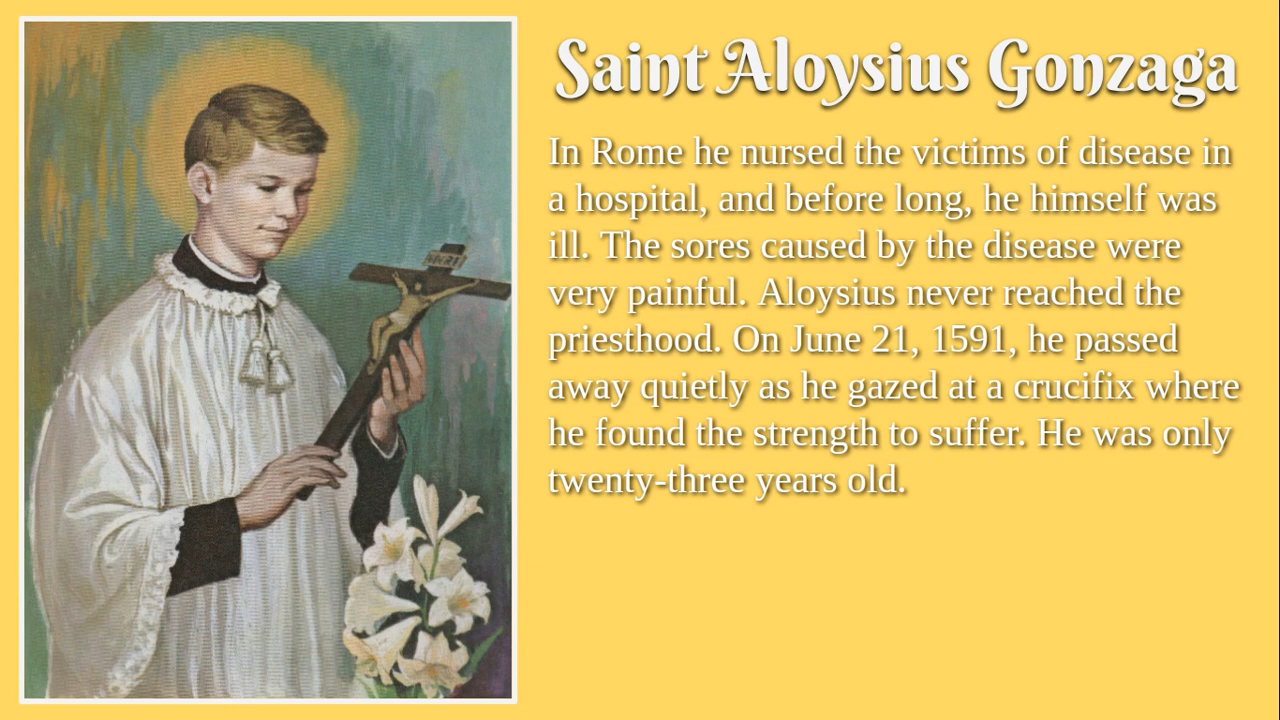 Saint Aloysius Gonzaga
In Rome he nursed the victims of disease in
a hospital, and before long, he himself was
ill. The sores caused by the disease were
very painful. Aloysius never reached the
priesthood. On June 21, 1591, he passed
away quietly as he gazed at a crucifix where
he found the strength to suffer. He was only
twenty-three years old.